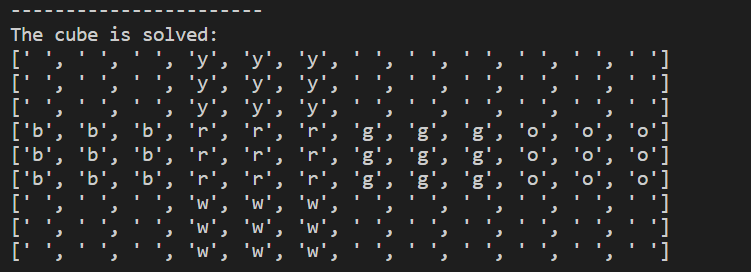 -----------------------
The cube is solved:
[' ', ' ', ' ', 'y', 'y', 'y', ' ', ' ', ' ', ' ', ' ', ' ']
[' ', ' ', ' ', 'y', 'y', 'y', ' ', ' ', ' ', ' ', ' ', ' ']
[' ', ' ', ' ', 'y', 'y', 'y', ' ', ' ', ' ', ' ', ' ', ' ']
['b', 'b', 'b', 'r', 'r', 'r', 'g', 'g', 'g', 'o', 'o', 'o']
['b', 'b', 'b', 'r', 'r', 'r', 'g', 'g', 'g', 'o', 'o', 'o']
['b', 'b', 'b', 'r', 'r', 'r', 'g', 'g', 'g', 'o', 'o', 'o']
[' ', ' ', ' ', 'w', 'w', 'w', ' ', ' ', ' ', ' ', ' ', ' ']
[' ', ' ', ' ', 'w', 'w', 'w', ' ', ' ', ' ', ' ', ' ', ' ']
[' ', ' ', ' ', 'w', 'w', 'w', ' ', ' ', ' ', ' ', ' ', ' ']